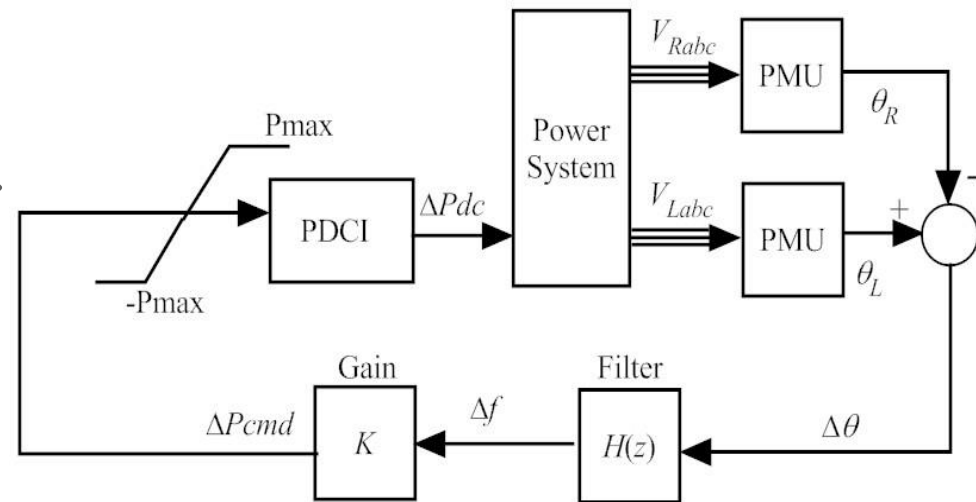 V_Rabc
PMU
θ_R
-
Pmax
Power
System
PDCI
ΔPdc
V_Labc
+
PMU
θ_L
-Pmax
Gain
Filter
ΔPcmd
K
Δf
H(z)
Δθ